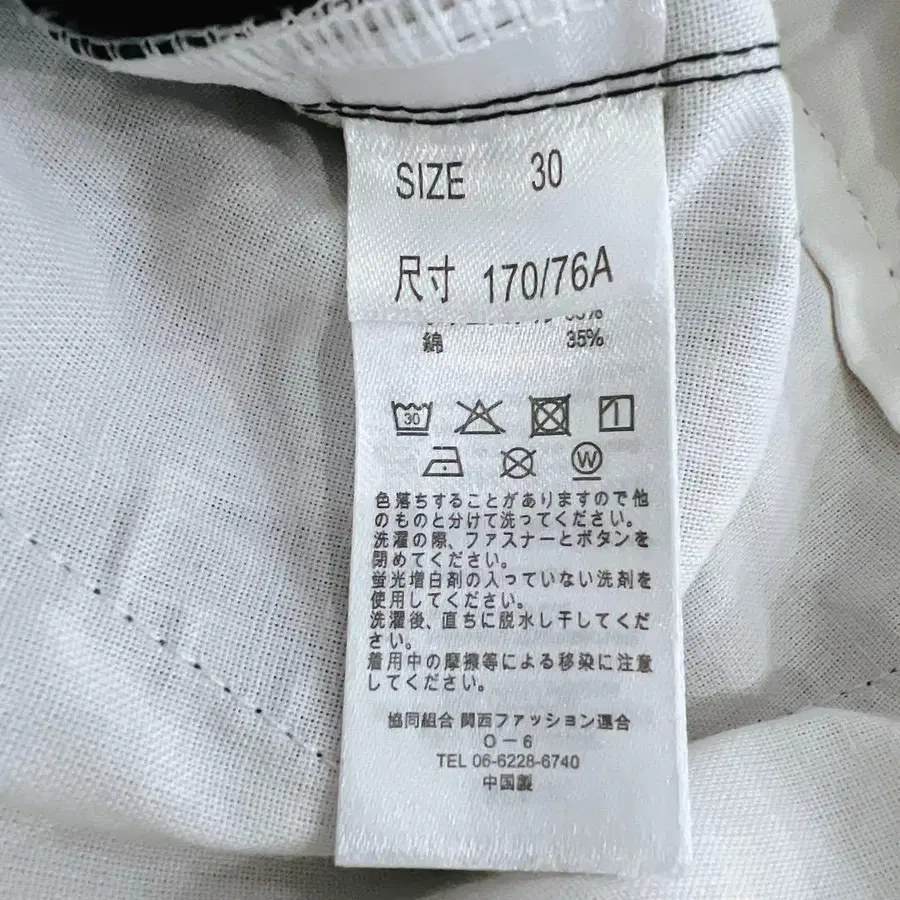 SIZE 30
尺寸 170/76A
綿 35%
30
W
色落ちすることがありますので他
のものと分けて洗ってください。
洗濯の際、ファスナーとボタンを
閉めてください。
蛍光増白剤の入っていない洗剤を
使用してください。
洗濯後、直ちに脱水し干してくだ
さい。
着用中の摩擦等による移染に注意
してください。
協同組合 関西ファッション連合
O－6
TEL 06-6228-6740
中国製